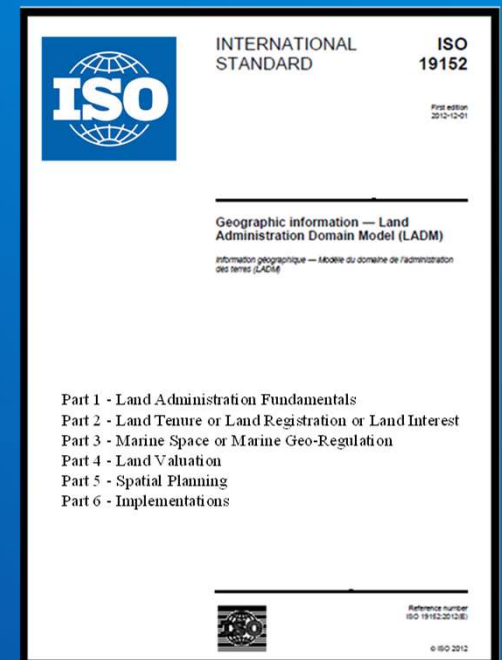 ISO
INTERNATIONAL
STANDARD
ISO
19152
First edition
2012-12-01
Geographic information — Land
Administration Domain Model (LADM)
Information géographique — Modèle du domaine de l'administration
des terres (LADM)
Part 1 - Land Administration Fundamentals
Part 2 - Land Tenure or Land Registration or Land Interest
Part 3 - Marine Space or Marine Geo-Regulation
Part 4 - Land Valuation
Part 5 - Spatial Planning
Part 6 - Implementations
ISO
Reference number
ISO 19152:2012(E)
© ISO 2012